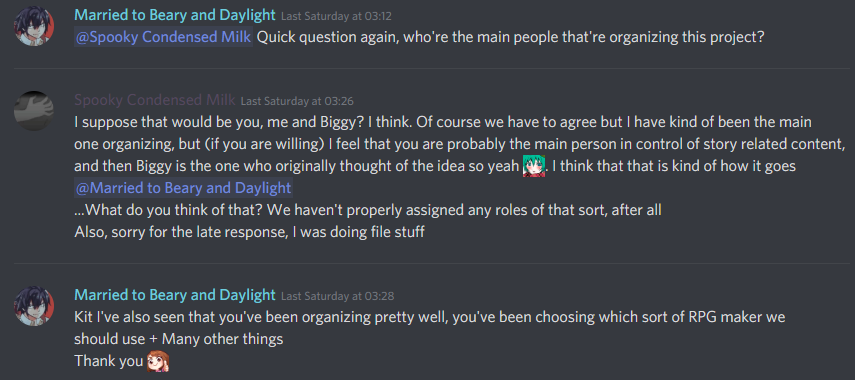 Married to Beary and Daylight Last Saturday at 03:12
@Spooky Condensed Milk Quick question again, who're the main people that're organizing this project?
Spooky Condensed Milk Last Saturday at 03:26
I suppose that would be you, me and Biggy? I think. Of course we have to agree but I have kind of been the main
one organizing, but (if you are willing) I feel that you are probably the main person in control of story related content,
and then Biggy is the one who originally thought of the idea so yeah . I think that that is kind of how it goes
@Married to Beary and Daylight
...What do you think of that? We haven't properly assigned any roles of that sort, after all
Also, sorry for the late response, I was doing file stuff
Married to Beary and Daylight Last Saturday at 03:28
Kit I've also seen that you've been organizing pretty well, you've been choosing which sort of RPG maker we
should use + Many other things
Thank you